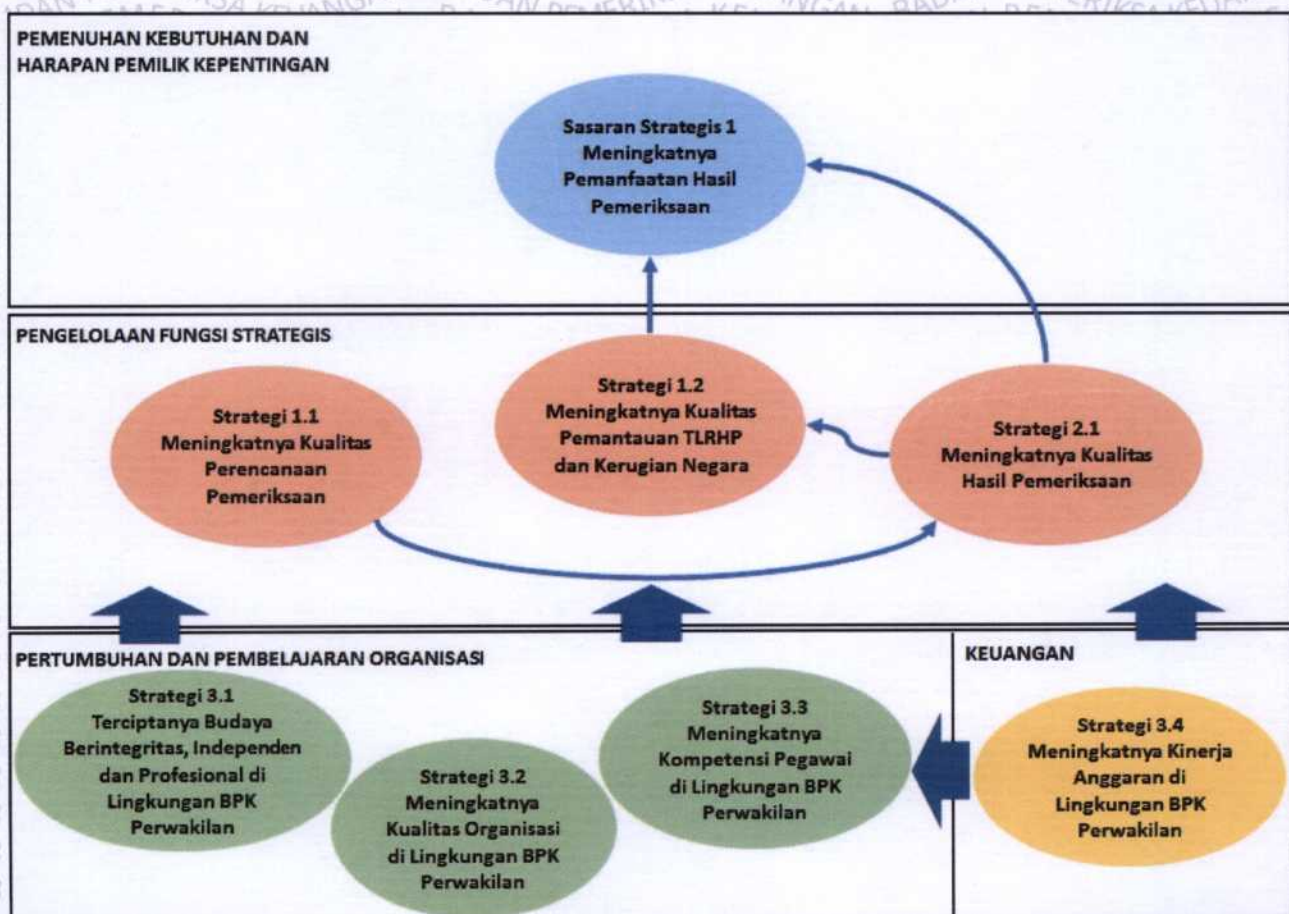 PEMENUHAN KEBUTUHAN DAN
HARAPAN PEMILIK KEPENTINGAN
Sasaran Strategis 1
Meningkatnya
Pemanfaatan Hasil
Pemeriksaan
PENGELOLAAN FUNGSI STRATEGIS
Strategi 1.1
Meningkatnya Kualitas
Perencanaan
Pemeriksaan
Strategi 1.2
Meningkatnya Kualitas
Pemantauan TLRHP
dan Kerugian Negara
Strategi 2.1
Meningkatnya Kualitas
Hasil Pemeriksaan
PERTUMBUHAN DAN PEMBELAJARAN ORGANISASI
Strategi 3.1
Terciptanya Budaya
Berintegritas, Independen
dan Profesional di
Lingkungan BPK
Perwakilan
Strategi 3.2
Meningkatnya
Kualitas Organisasi
di Lingkungan BPK
Perwakilan
Strategi 3.3
Meningkatnya
Kompetensi Pegawai
di Lingkungan BPK
Perwakilan
KEUANGAN
Strategi 3.4
Meningkatnya Kinerja
Anggaran di
Lingkungan BPK
Perwakilan